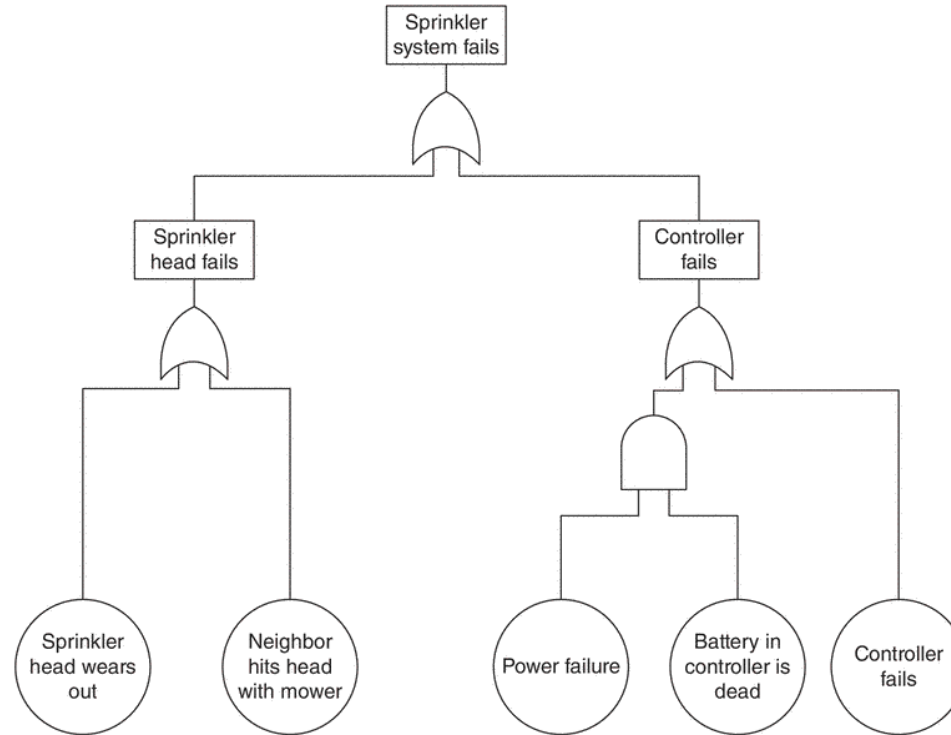 Sprinkler
system fails
Sprinkler
head fails
Controller
fails
Sprinkler
head wears
out
Neighbor
hits head
with mower
Power failure
Battery in
controller is
dead
Controller
fails